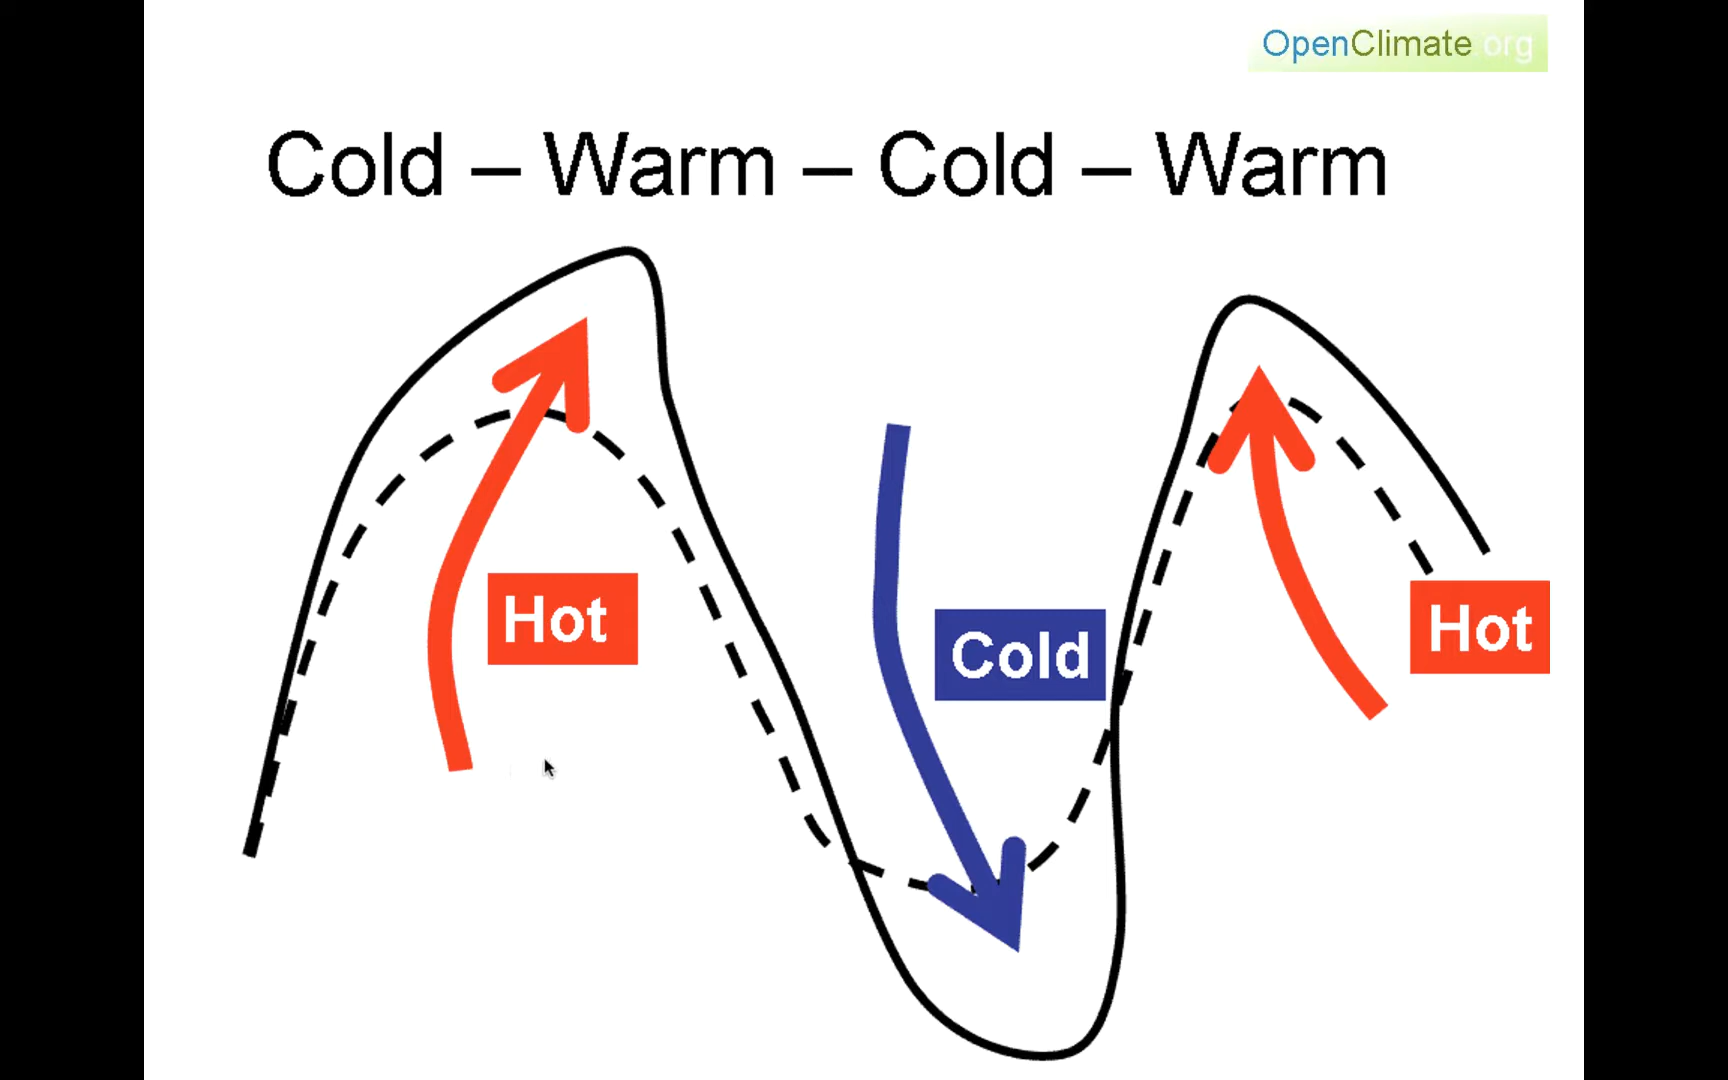 OpenClimate.org
Cold – Warm – Cold – Warm
Hot
Cold
Hot